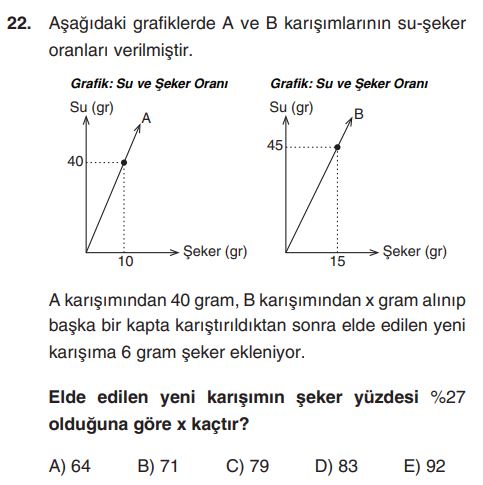 22. Aşağıdaki grafiklerde A ve B karışımlarının su-şeker
oranları verilmiştir.
Grafik: Su ve Şeker Oranı
Su (gr)
A
40
10
Şeker (gr)
Grafik: Su ve Şeker Oranı
Su (gr)
B
45
15
Şeker (gr)
A karışımından 40 gram, B karışımından x gram alınıp
başka bir kapta karıştırıldıktan sonra elde edilen yeni
karışıma 6 gram şeker ekleniyor.
Elde edilen yeni karışımın şeker yüzdesi %27
olduğuna göre x kaçtır?
A) 64 B) 71 C) 79 D) 83 E) 92